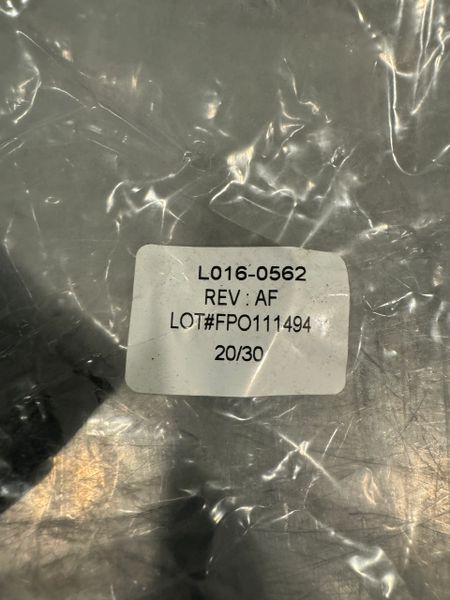 L016-0562
REV : AF
LOT#FPO111494
20/30